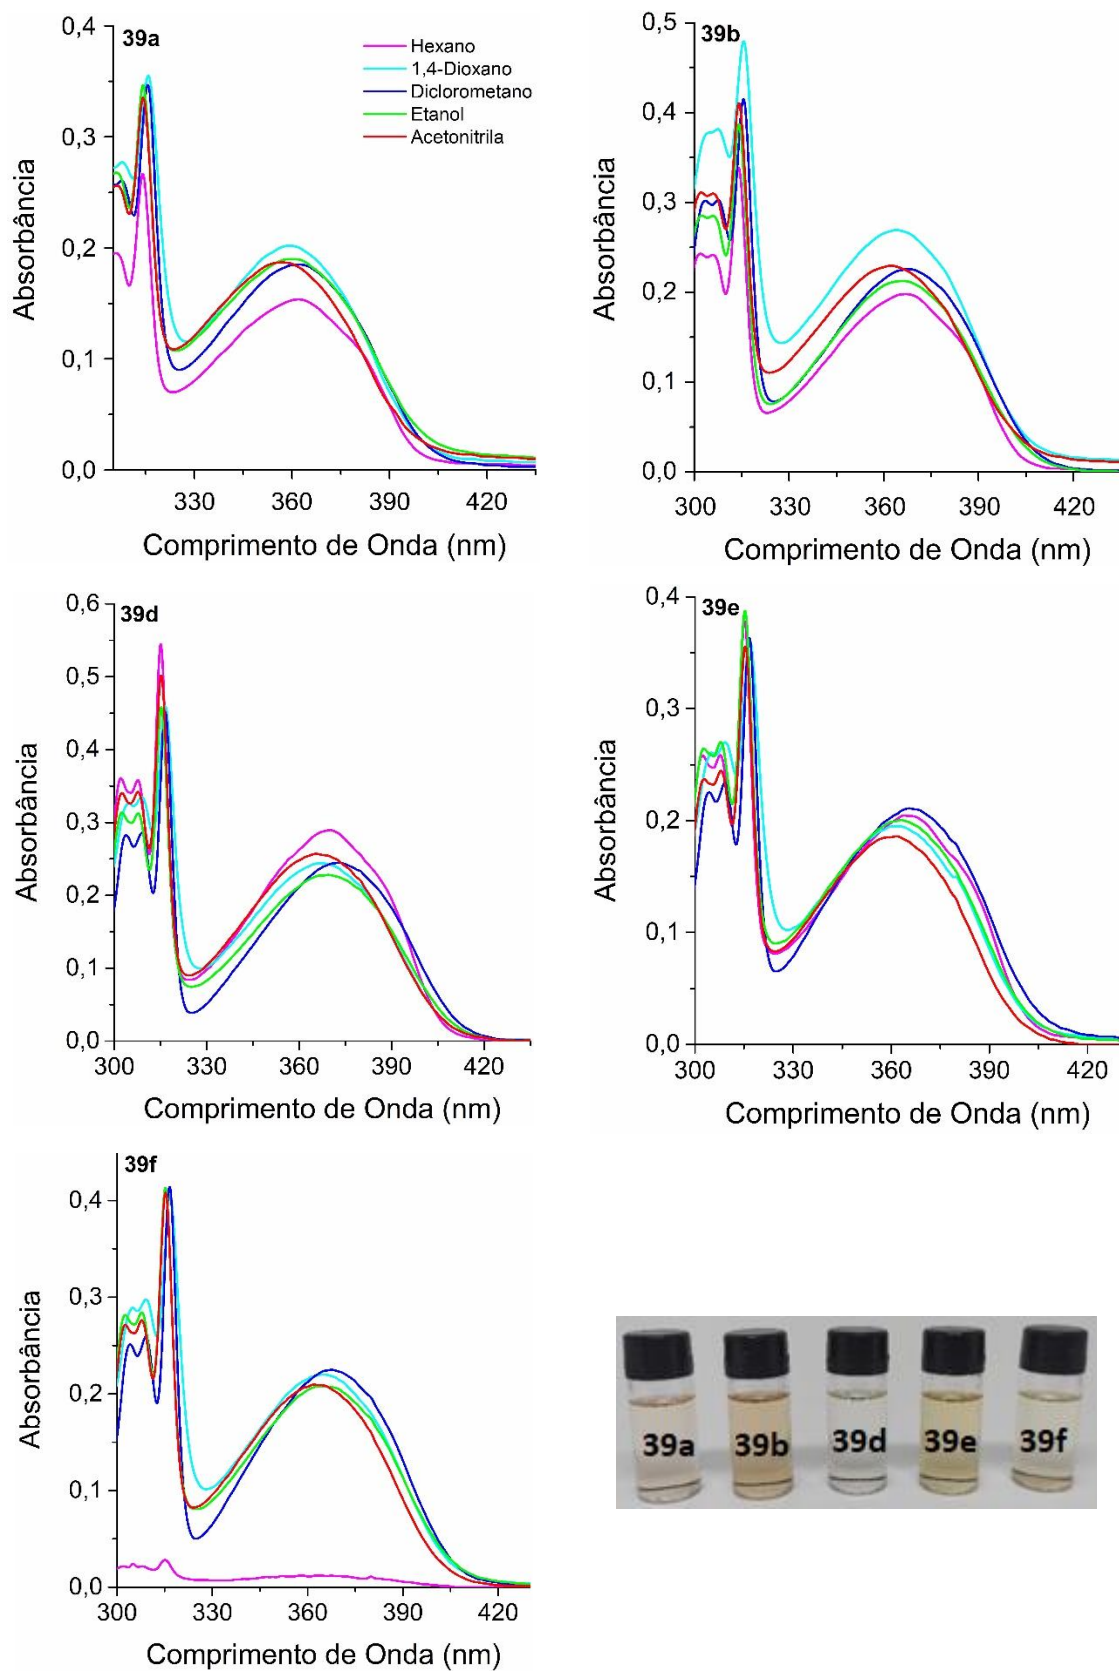 39a
Hexano
1,4-Dioxano
Diclorometano
Etanol
Acetonitrila
0,4
0,3
0,2
0,1
0,0
Absorbância
330 360 390 420
Comprimento de Onda (nm)
39b
0,5
0,4
0,3
0,2
0,1
0,0
Absorbância
300 330 360 390 420
Comprimento de Onda (nm)
39d
0,6
0,5
0,4
0,3
0,2
0,1
0,0
Absorbância
300 330 360 390 420
Comprimento de Onda (nm)
39e
0,4
0,3
0,2
0,1
0,0
Absorbância
300 330 360 390 420
Comprimento de Onda (nm)
39f
0,4
0,3
0,2
0,1
0,0
Absorbância
300 330 360 390 420
Comprimento de Onda (nm)
39a 39b 39d 39e 39f